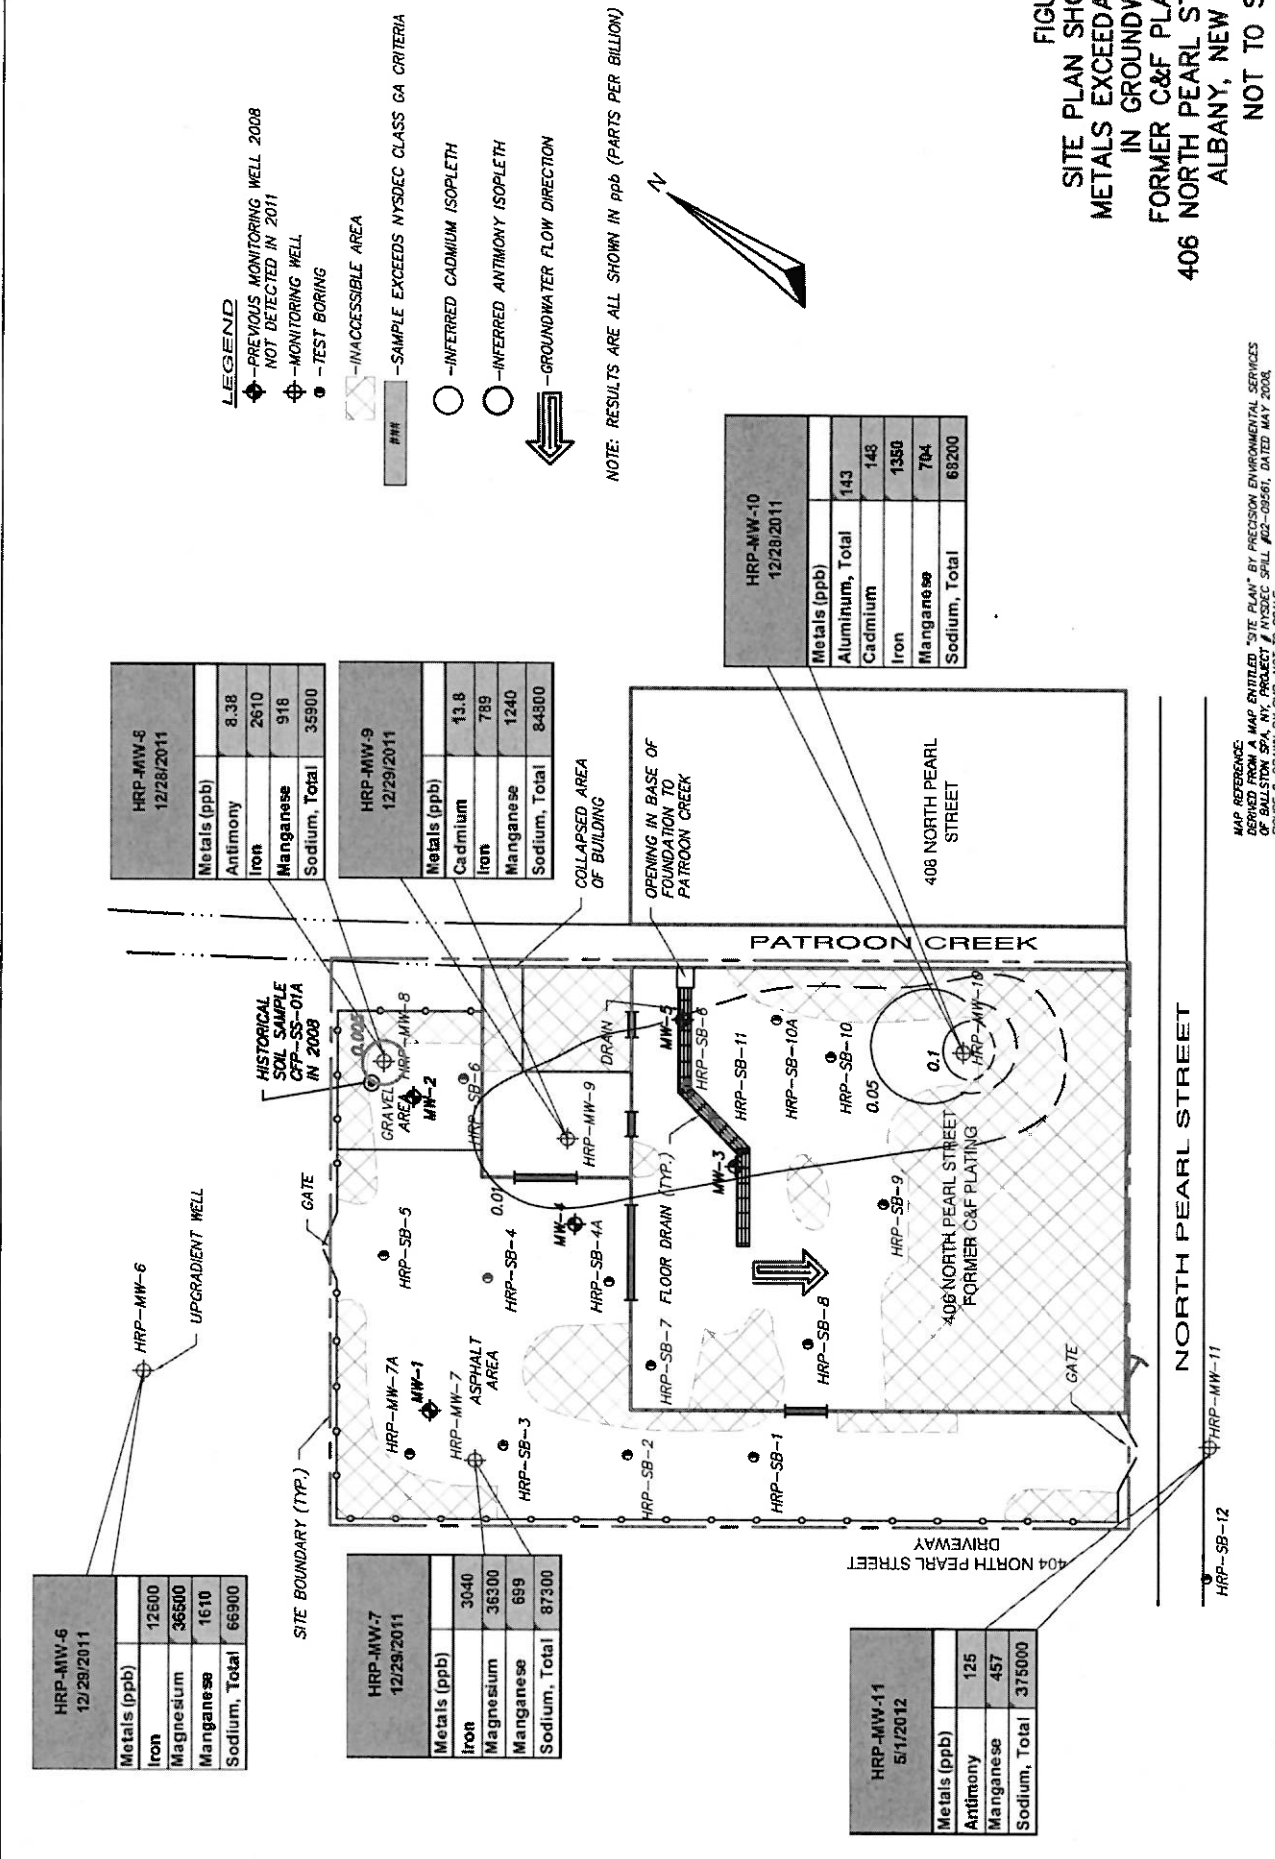 HRP-MW-6
12/29/2011
Metals (ppb)
Iron 12600
Magnesium 36500
Manganese 1610
Sodium, Total 66900
HRP-MW-6
UPGRADIENT WELL
SITE BOUNDARY (TYP.)
GATE
HRP-MW-7
12/29/2011
Metals (ppb)
Iron 3040
Magnesium 36300
Manganese 699
Sodium, Total 87300
HRP-MW-8
12/28/2011
Metals (ppb)
Antimony 8.38
Iron 2610
Manganese 918
Sodium, Total 35900
HRP-MW-9
12/29/2011
Metals (ppb)
Cadmium 13.8
Iron 789
Manganese 1240
Sodium, Total 84800
HRP-MW-10
12/28/2011
Metals (ppb)
Aluminum, Total 143
Cadmium 148
Iron 1350
Manganese 704
Sodium, Total 68200
HRP-MW-11
5/1/2012
Metals (ppb)
Antimony 125
Manganese 457
Sodium, Total 375000
LEGEND
-PREVIOUS MONITORING WELL 2008
NOT DETECTED IN 2011
-MONITORING WELL
-TEST BORING
-INACCESSIBLE AREA
###
-SAMPLE EXCEEDS NYSDEC CLASS GA CRITERIA
-INFERRED CADMIUM ISOPLETH
-INFERRED ANTIMONY ISOPLETH
-GROUNDWATER FLOW DIRECTION
NOTE: RESULTS ARE ALL SHOWN IN ppb (PARTS PER BILLION)
N
HISTORICAL
SOIL SAMPLE
CFP-SS-01A
IN 2008
0.005
HRP-MW-8
GRAVEL
AREA
MW-2
HRP-SB-6
HRP-MW-9
0.01
MW-4
HRP-SB-5
HRP-SB-4
HRP-SB-4A
HRP-MW-7A
MW-1
HRP-MW-7
ASPHALT
AREA
HRP-SB-3
HRP-SB-2
HRP-SB-1
COLLAPSED AREA
OF BUILDING
OPENING IN BASE OF
FOUNDATION TO
PATROON CREEK
DRAIN
MW-5
HRP-SB-6
HRP-SB-11
HRP-SB-10A
HRP-SB-10
0.05
0.1
HRP-MW-10
FLOOR DRAIN (TYP.)
MW-3
HRP-SB-7
HRP-SB-8
HRP-SB-9
406 NORTH PEARL STREET
FORMER C&F PLATING
PATROON CREEK
408 NORTH PEARL
STREET
404 NORTH PEARL STREET
DRIVEWAY
GATE
NORTH PEARL STREET
HRP-MW-11
HRP-SB-12
MAP REFERENCE:
DERIVED FROM A MAP ENTITLED "SITE PLAN" BY PRECISION ENVIRONMENTAL SERVICES
OF BALLSTON SPA, NY, PROJECT # NYSDEC SPILL #02-09561, DATED MAY 2008,
SITE PLAN SHO
METALS EXCEEDA
IN GROUNDW
FORMER C&F PLA
406 NORTH PEARL ST
ALBANY, NEW
NOT TO S